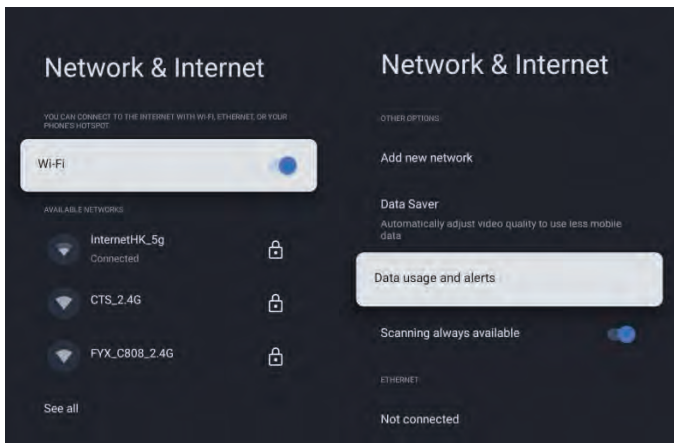 Network & Internet
YOU CAN CONNECT TO THE INTERNET WITH WI-FI, ETHERNET, OR YOUR
PHONE'S HOTSPOT
Wi-Fi
AVAILABLE NETWORKS
InternetHK_5g
Connected
CTS_2.4G
FYX_C808_2.4G
See all
Network & Internet
OTHER OPTIONS
Add new network
Data Saver
Automatically adjust video quality to use less mobile
data
Data usage and alerts
Scanning always available
ETHERNET
Not connected